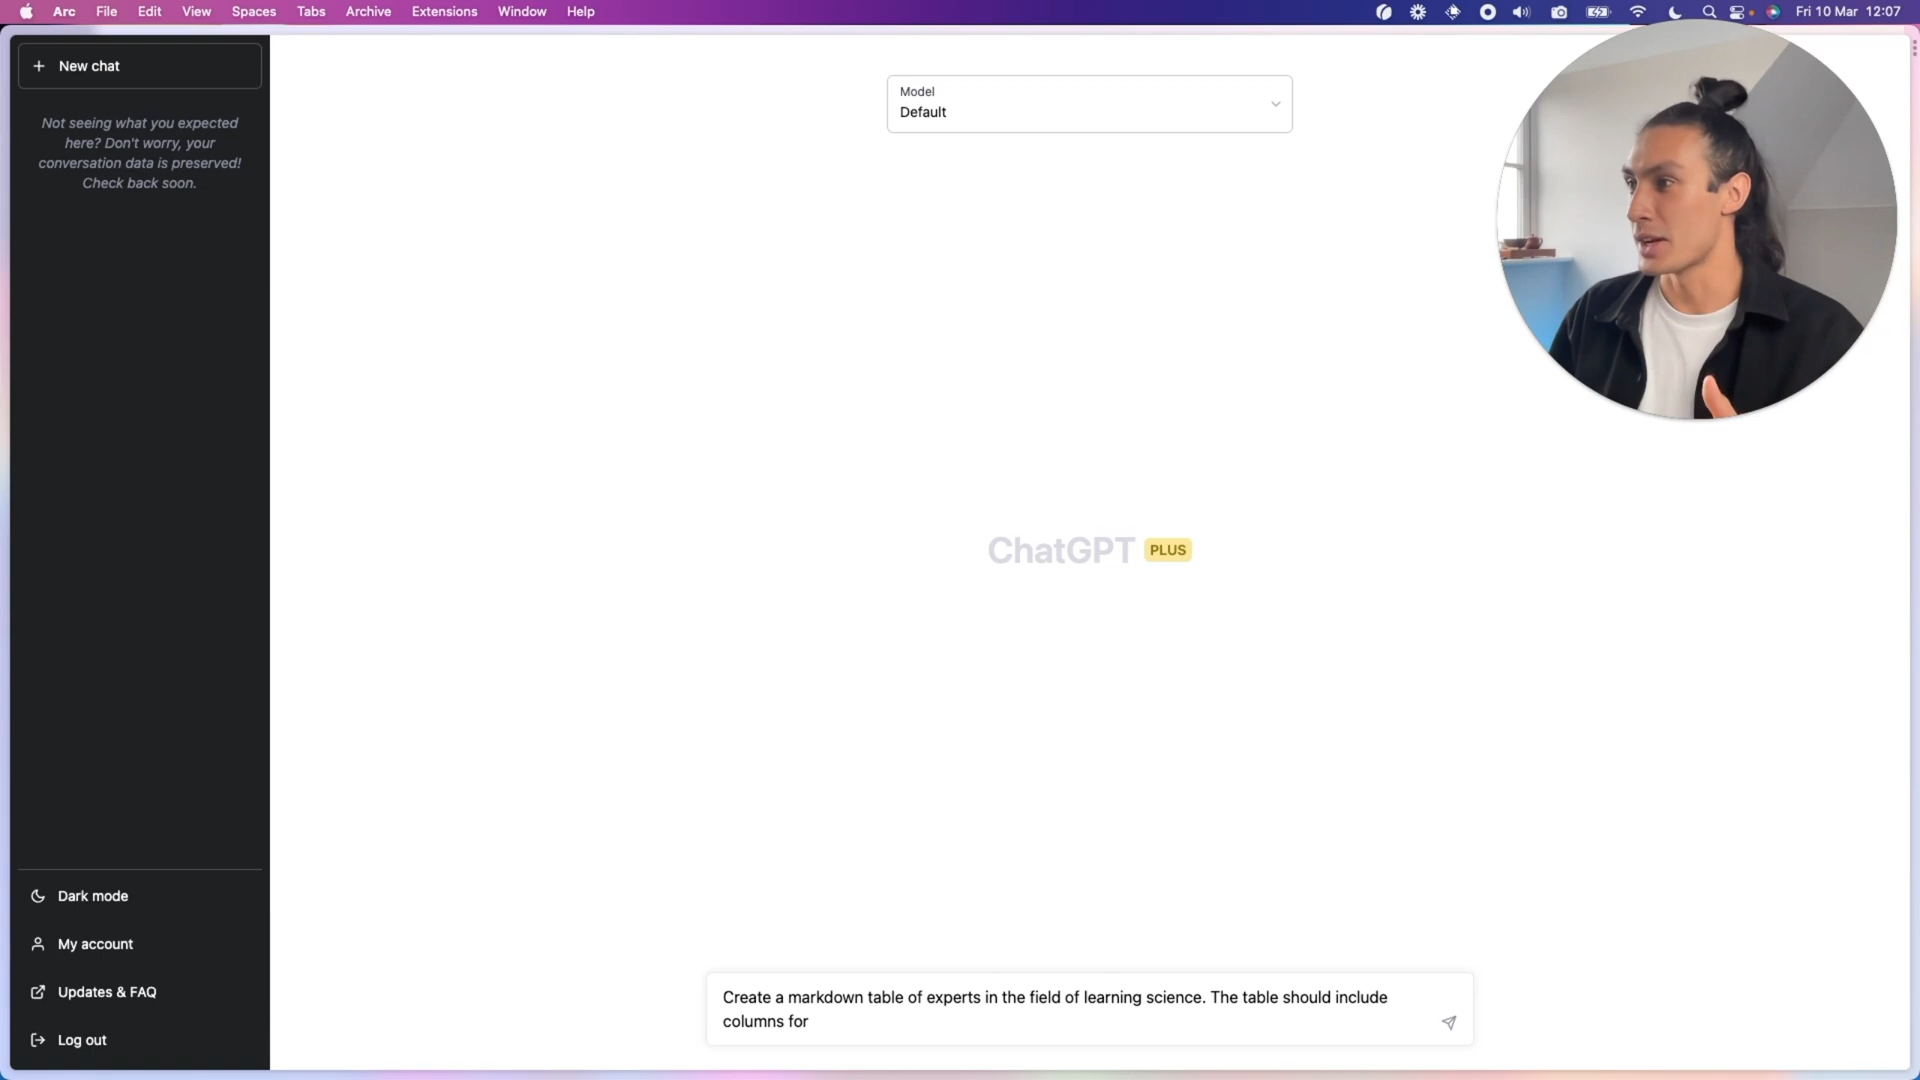 Arc File Edit View Spaces Tabs Archive Extensions Window Help Fri 10 Mar 12:07
New chat
Not seeing what you expected
here? Don't worry, your
conversation data is preserved!
Check back soon.
Model
Default
ChatGPT PLUS
Dark mode
My account
Updates & FAQ
Log out
Create a markdown table of experts in the field of learning science. The table should include
columns for